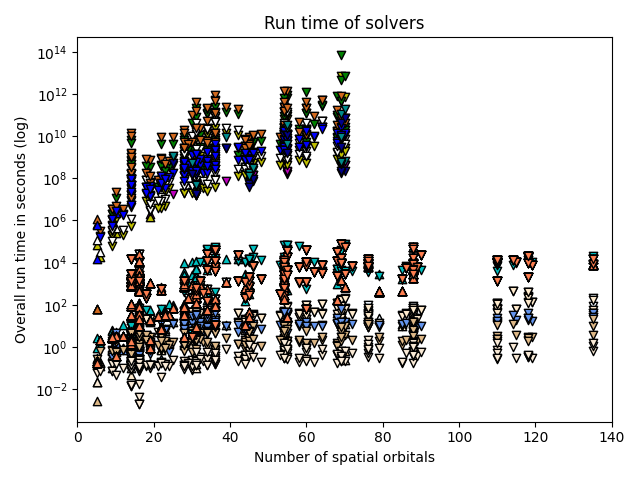 Run time of solvers
Overall run time in seconds (log)
10^14
10^12
10^10
10^8
10^6
10^4
10^2
10^0
10^−2
0 20 40 60 80 100 120 140
Number of spatial orbitals